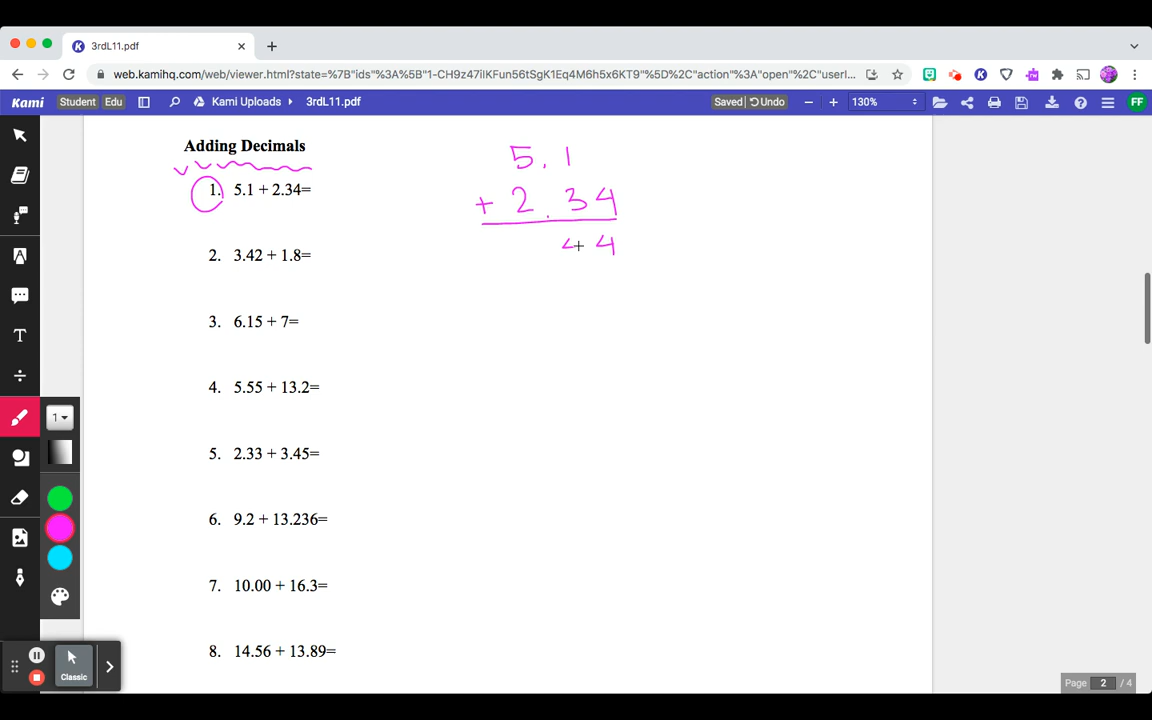 3rdL11.pdf
web.kamihq.com/web/viewer.html?state=%7B"ids"%3A%5B"1-CH9z47iIKFun56tSgK1Eq4M6h5x6KT9"%5D%2C"action"%3A"open"%2C"userI...
Kami Student Edu Kami Uploads 3rdL11.pdf Saved Undo 130% FF
Adding Decimals
1. 5.1 + 2.34=
5.1
+ 2.34
44
2. 3.42 + 1.8=
3. 6.15 + 7=
4. 5.55 + 13.2=
5. 2.33 + 3.45=
6. 9.2 + 13.236=
7. 10.00 + 16.3=
8. 14.56 + 13.89=
1
Classic
Page 2 / 4